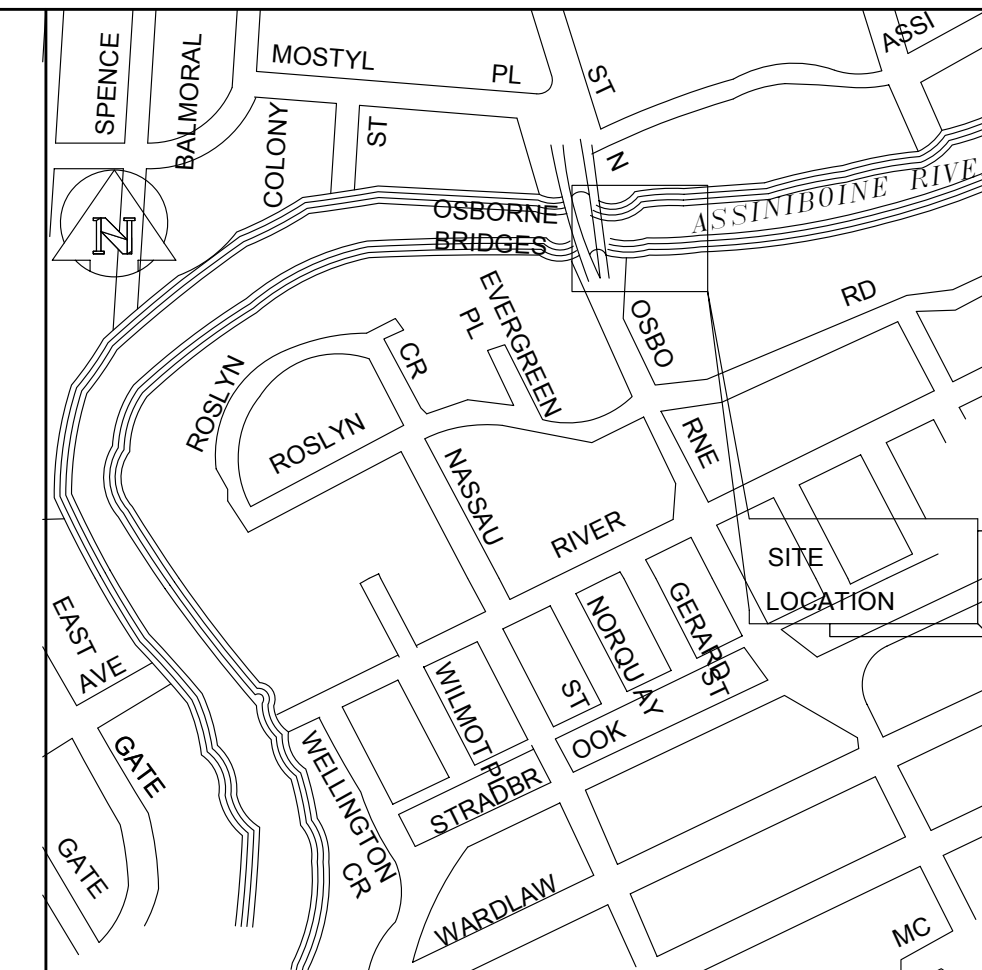 SPENCE
BALMORAL
MOSTYL
PL
ST
ASSI
COLONY
ST
N
N
OSBORNE
BRIDGES
ASSINIBOINE RIVE
EVERGREEN
PL
OSBO
RD
CR
ROSLYN
ROSLYN
RNE
NASSAU
RIVER
SITE
LOCATION
EAST
AVE
GERARD
ST
NORQU AY
ST
WILMOT PL
OOK
STRADBR
GATE
GATE
WELLINGTON
CR
WARDLAW
MC